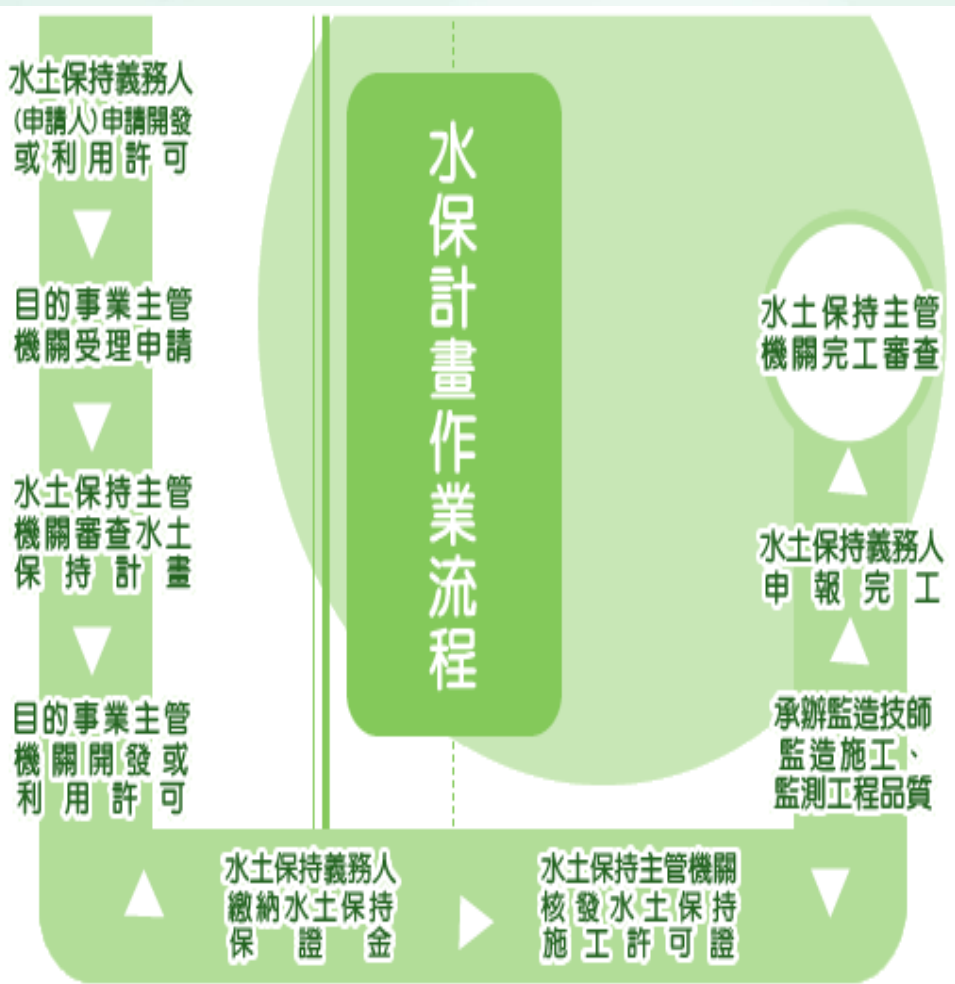 水保計畫作業流程
水土保持義務人
(申請人)申請開發
或利用許可
目的事業主管
機關受理申請
水土保持主管
機關審查水土
保持計畫
目的事業主管
機關開發或
利用許可
水土保持義務人
繳納水土保持
保證金
水土保持主管機關
核發水土保持
施工許可證
承辦監造技師
監造施工、
監測工程品質
水土保持義務人
申報完工
水土保持主管
機關完工審查